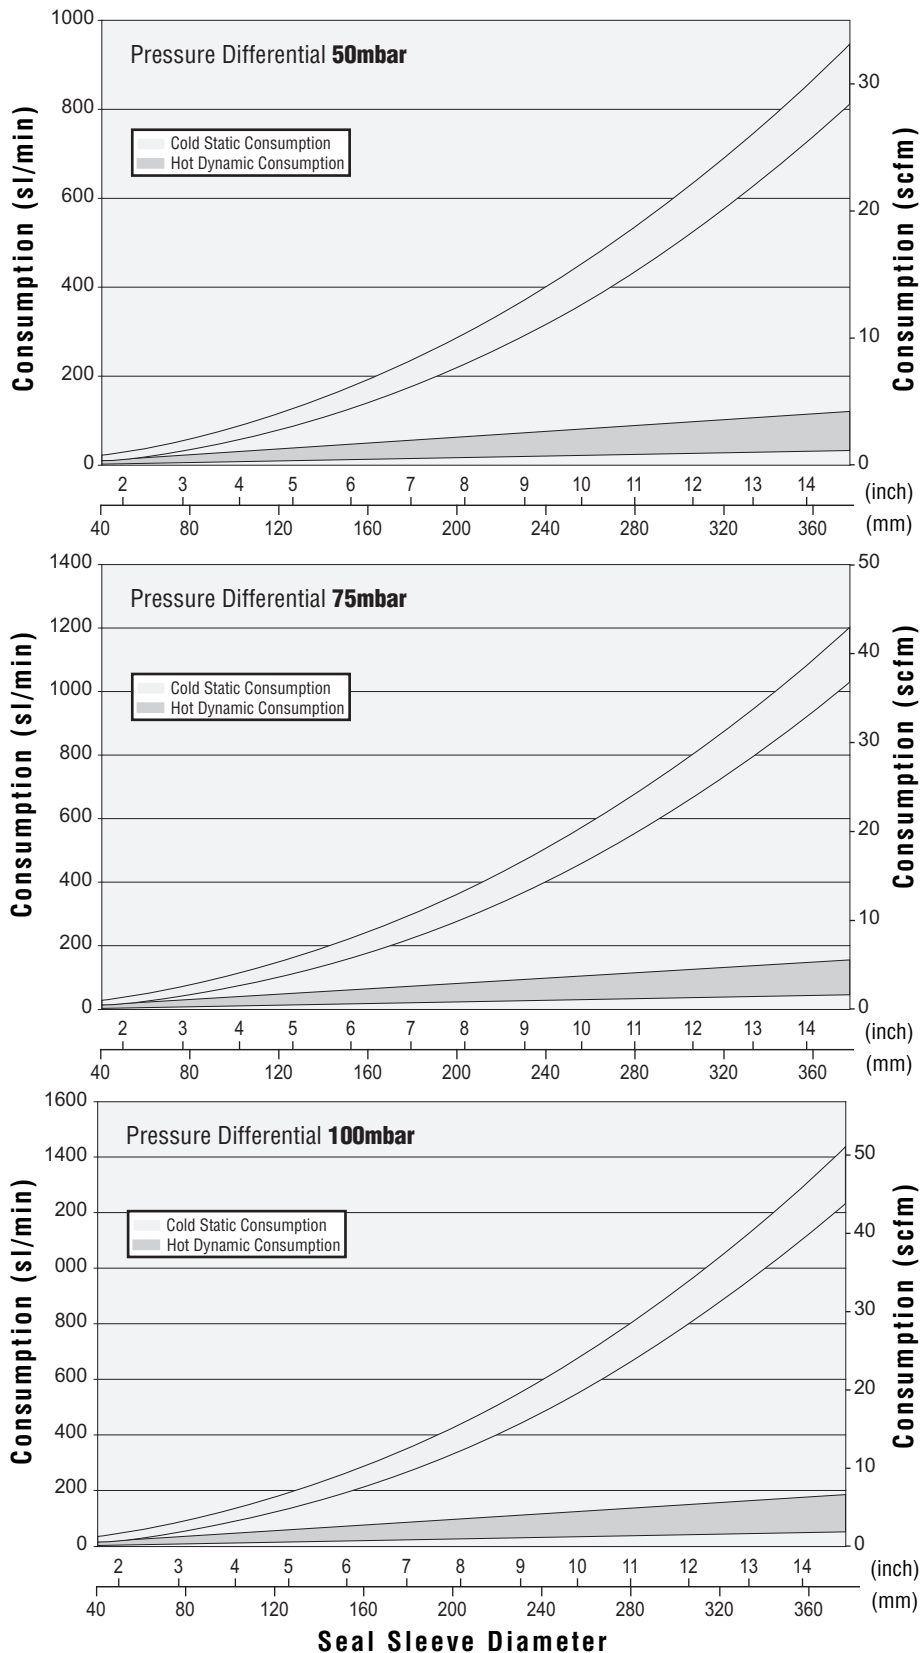 1000
Pressure Differential 50mbar
30
800
Cold Static Consumption
Hot Dynamic Consumption
600
20
400
10
200
0
0
Consumption (sl/min)
Consumption (scfm)
2 3 4 5 6 7 8 9 10 11 12 13 14 (inch)
40 80 120 160 200 240 280 320 360 (mm)
1400
50
Pressure Differential 75mbar
1200
40
Cold Static Consumption
1000
Hot Dynamic Consumption
30
800
600
20
400
10
200
0
0
Consumption (sl/min)
Consumption (scfm)
2 3 4 5 6 7 8 9 10 11 12 13 14 (inch)
40 80 120 160 200 240 280 320 360 (mm)
1600
Pressure Differential 100mbar
1400
50
200
Cold Static Consumption
40
Hot Dynamic Consumption
000
30
800
600
20
400
10
200
0
0
Consumption (sl/min)
Consumption (scfm)
2 3 4 5 6 7 8 9 10 11 12 13 14 (inch)
40 80 120 160 200 240 280 320 360 (mm)
Seal Sleeve Diameter